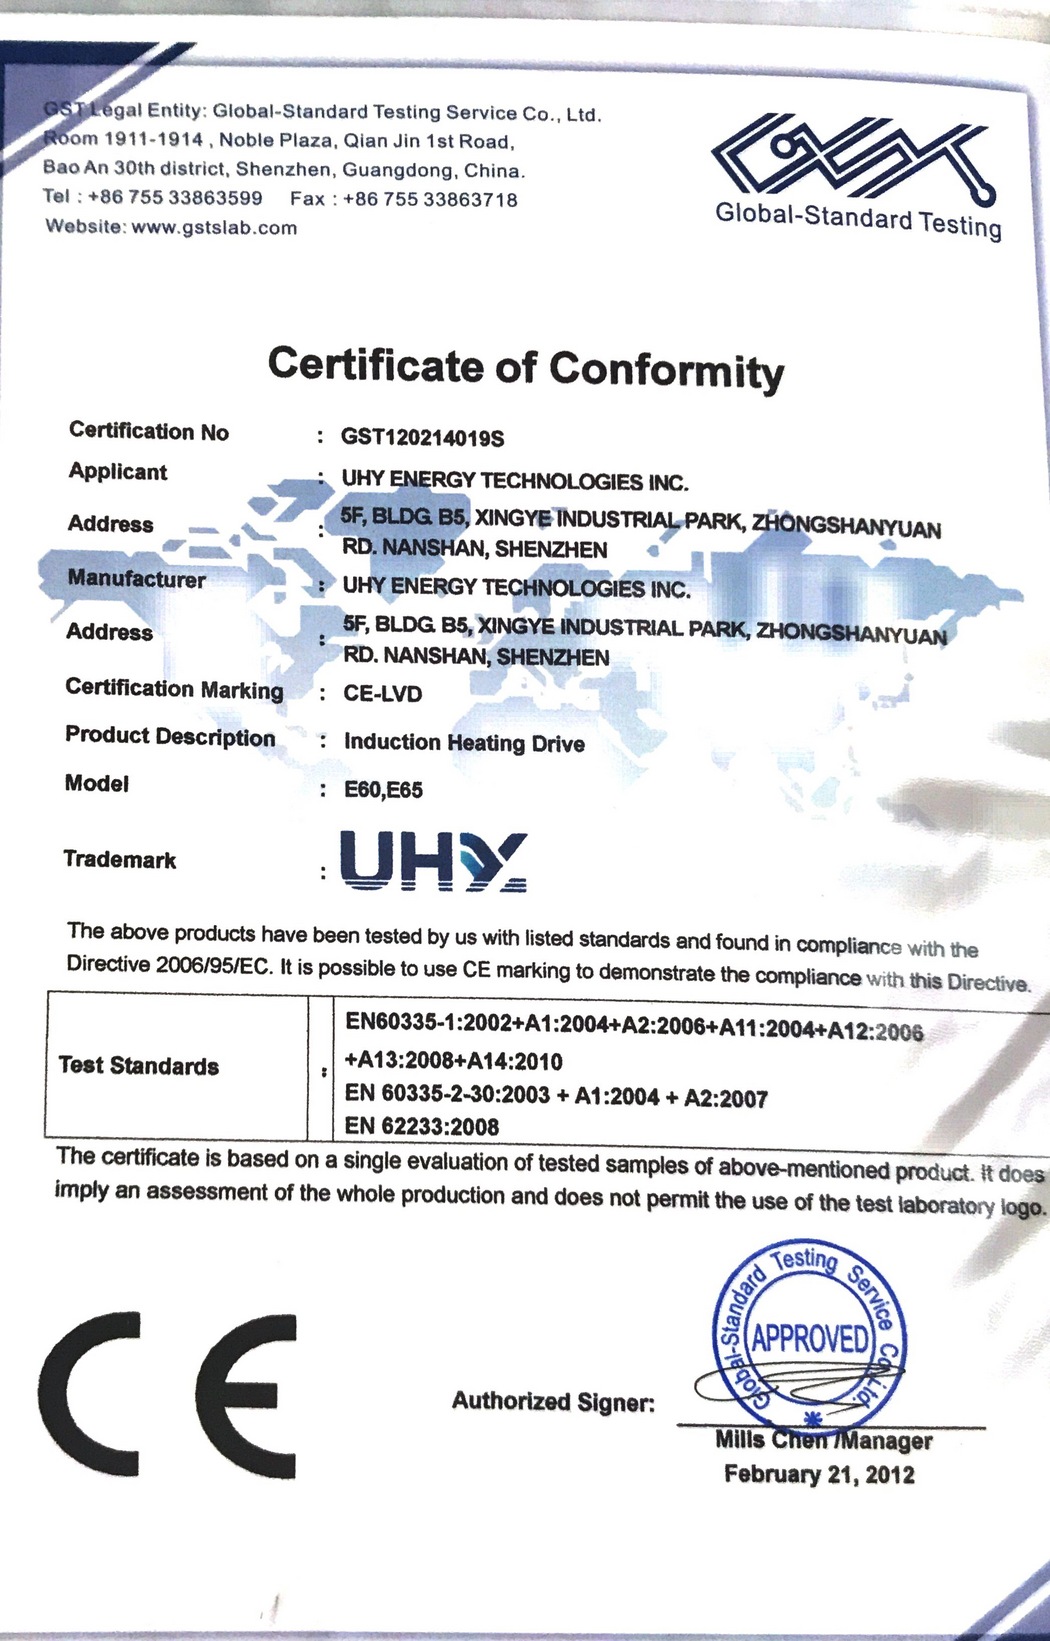 GST Legal Entity: Global-Standard Testing Service Co., Ltd.
Room 1911-1914 , Noble Plaza, Qian Jin 1st Road,
Bao An 30th district, Shenzhen, Guangdong, China.
Tel : +86 755 33863599 Fax : +86 755 33863718
Website: www.gstslab.com
GST
Global-Standard Testing
Certificate of Conformity
Certification No : GST120214019S
Applicant : UHY ENERGY TECHNOLOGIES INC.
Address : 5F, BLDG. B5, XINGYE INDUSTRIAL PARK, ZHONGSHANYUAN
RD. NANSHAN, SHENZHEN
Manufacturer : UHY ENERGY TECHNOLOGIES INC.
Address : 5F, BLDG. B5, XINGYE INDUSTRIAL PARK, ZHONGSHANYUAN
RD. NANSHAN, SHENZHEN
Certification Marking : CE-LVD
Product Description : Induction Heating Drive
Model : E60,E65
Trademark : UHY
The above products have been tested by us with listed standards and found in compliance with the
Directive 2006/95/EC. It is possible to use CE marking to demonstrate the compliance with this Directive.
Test Standards : EN60335-1:2002+A1:2004+A2:2006+A11:2004+A12:2006
+A13:2008+A14:2010
EN 60335-2-30:2003 + A1:2004 + A2:2007
EN 62233:2008
The certificate is based on a single evaluation of tested samples of above-mentioned product. It does
imply an assessment of the whole production and does not permit the use of the test laboratory logo.
CE
Global-Standard Testing Service Co., Ltd.
APPROVED
Authorized Signer:
Mills Chen /Manager
February 21, 2012